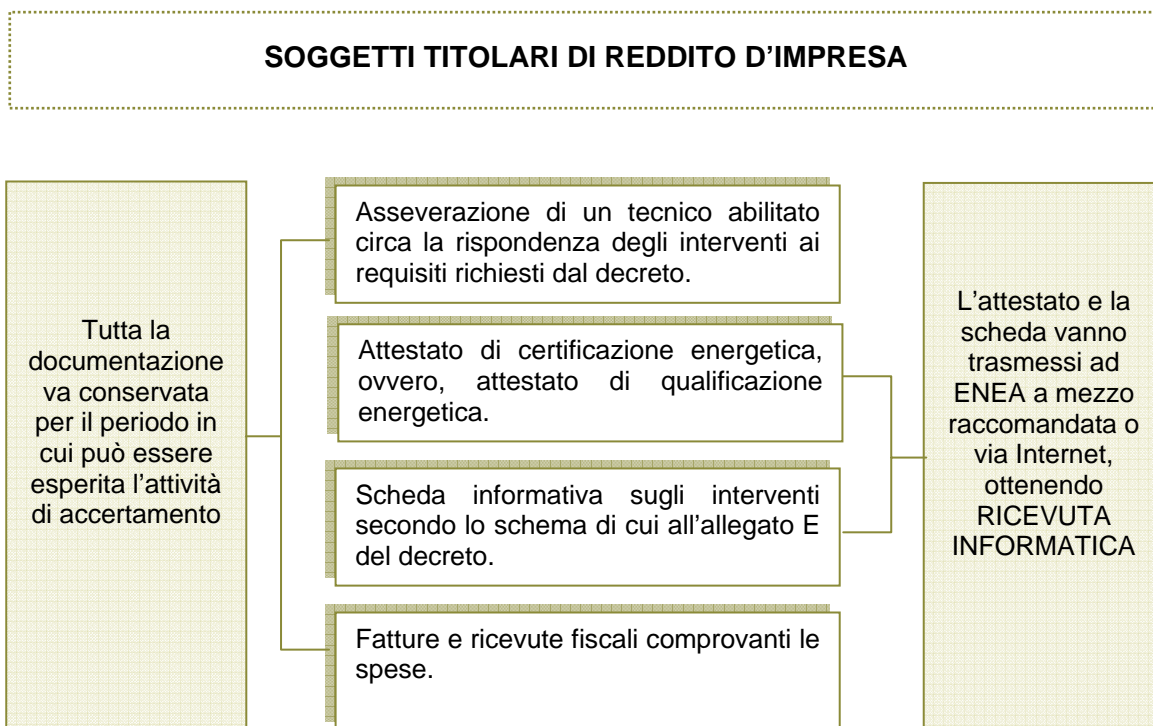 SOGGETTI TITOLARI DI REDDITO D'IMPRESA
Tutta la
documentazione
va conservata
per il periodo in
cui può essere
esperita l'attività
di accertamento
Asseverazione di un tecnico abilitato
circa la rispondenza degli interventi ai
requisiti richiesti dal decreto.
Attestato di certificazione energetica,
ovvero, attestato di qualificazione
energetica.
Scheda informativa sugli interventi
secondo lo schema di cui all'allegato E
del decreto.
Fatture e ricevute fiscali comprovanti le
spese.
L'attestato e la
scheda vanno
trasmessi ad
ENEA a mezzo
raccomandata o
via Internet,
ottenendo
RICEVUTA
INFORMATICA